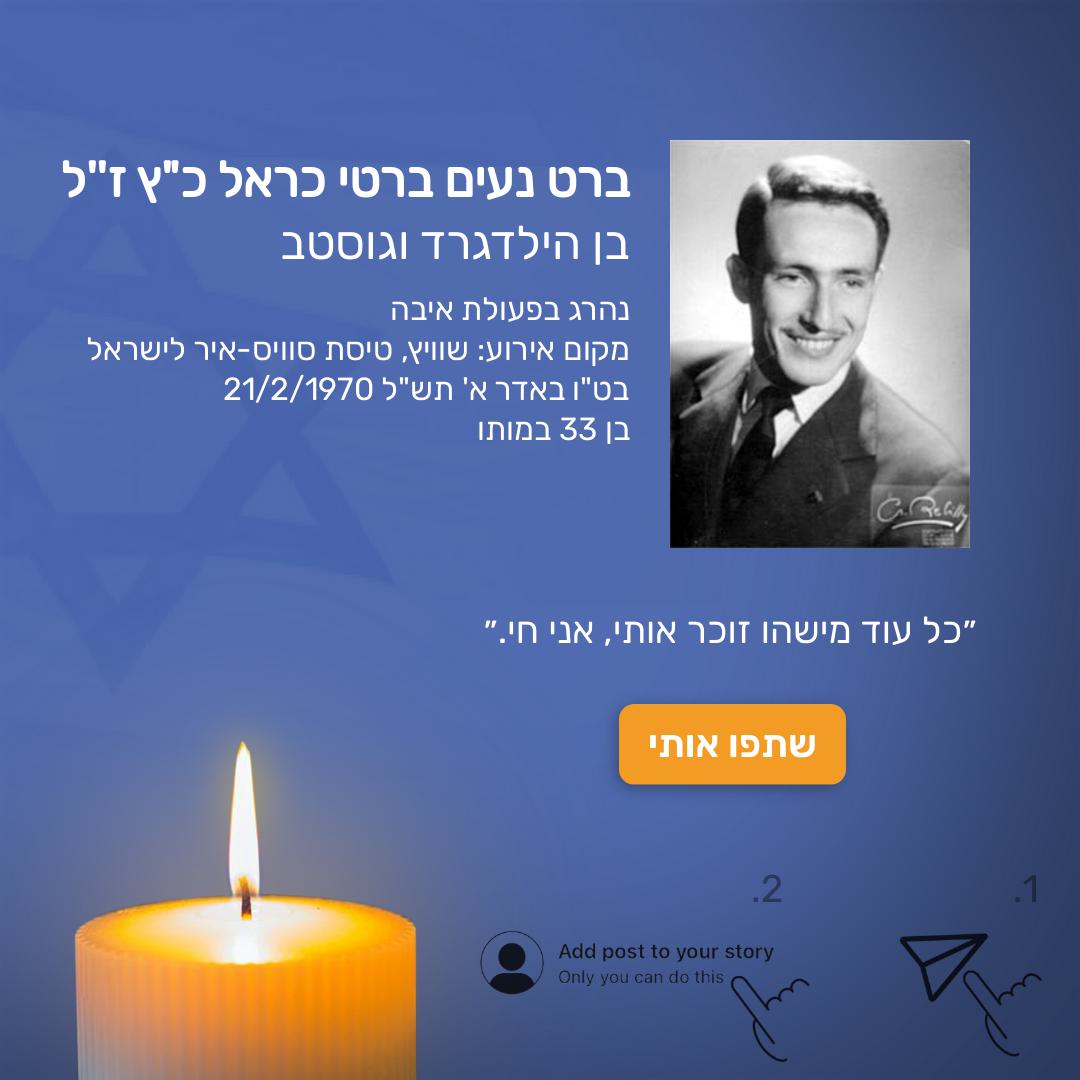 ברט נעים ברטי כראל כ"ץ ז"ל
בן הילדגרד וגוסטב
נהרג בפעולת איבה
מקום אירוע: שוויץ, טיסת סוויס-איר לישראל
בט"ו באדר א' תש"ל 21/2/1970
בן 33 במותו
״כל עוד מישהו זוכר אותי, אני חי.״
שתפו אותי
1.
2.
Add post to your story
Only you can do this